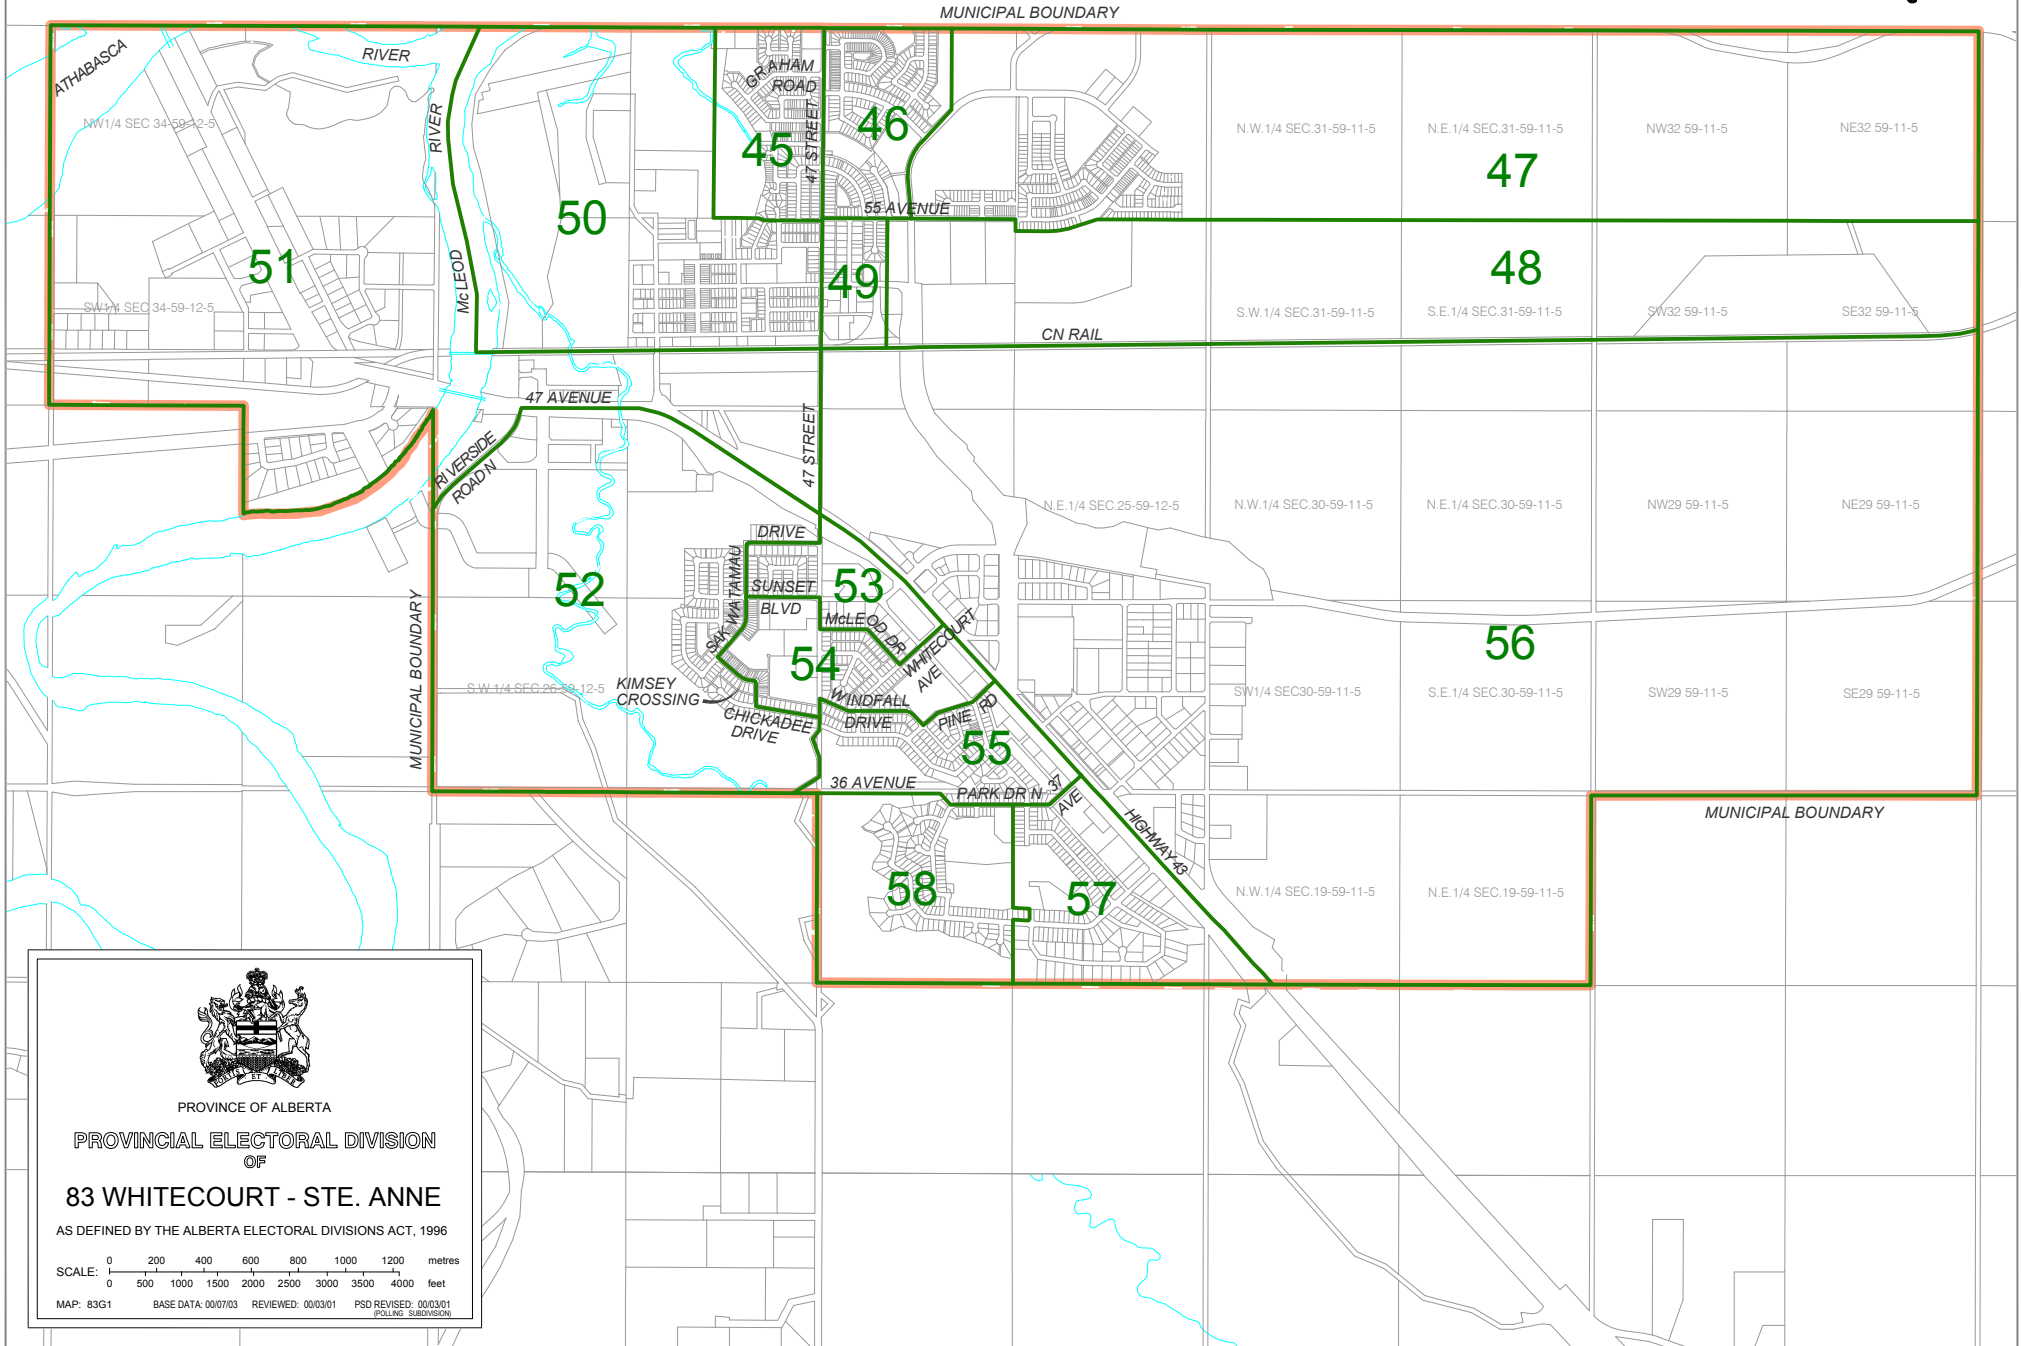 MUNICIPAL BOUNDARY
ATHABASCA
RIVER
RIVER
McLEOD
GRAHAM
ROAD
47 STREET
45
46
47
48
49
50
51
NW1/4 SEC 34-59-12-5
SW1/4 SEC 34-59-12-5
N.W.1/4 SEC.31-59-11-5
N.E.1/4 SEC.31-59-11-5
NW32 59-11-5
NE32 59-11-5
55 AVENUE
S.W.1/4 SEC.31-59-11-5
S.E.1/4 SEC.31-59-11-5
SW32 59-11-5
SE32 59-11-5
CN RAIL
47 AVENUE
47 STREET
RIVERSIDE
ROAD N
N.E.1/4 SEC.25-59-12-5
N.W.1/4 SEC.30-59-11-5
N.E.1/4 SEC.30-59-11-5
NW29 59-11-5
NE29 59-11-5
MUNICIPAL BOUNDARY
52
DRIVE
SAK WATAMAU
SUNSET
BLVD
53
McLEOD DR
WHITECOURT
AVE
54
56
S.W.1/4 SEC.26-59-12-5
KIMSEY
CROSSING
CHICKADEE
DRIVE
WINDFALL
DRIVE
PINE RD
55
SW1/4 SEC30-59-11-5
S.E.1/4 SEC.30-59-11-5
SW29 59-11-5
SE29 59-11-5
36 AVENUE
PARK DR N
37
AVE
HIGHWAY 43
MUNICIPAL BOUNDARY
58
57
N.W.1/4 SEC.19-59-11-5
N.E.1/4 SEC.19-59-11-5
FORTIS ET LIBER
PROVINCE OF ALBERTA
PROVINCIAL ELECTORAL DIVISION
OF
83 WHITECOURT - STE. ANNE
AS DEFINED BY THE ALBERTA ELECTORAL DIVISIONS ACT, 1996
0 200 400 600 800 1000 1200 metres
SCALE:
0 500 1000 1500 2000 2500 3000 3500 4000 feet
MAP: 83G1 BASE DATA: 00/07/03 REVIEWED: 00/03/01 PSD REVISED: 00/03/01
(POLLING SUBDIVISION)